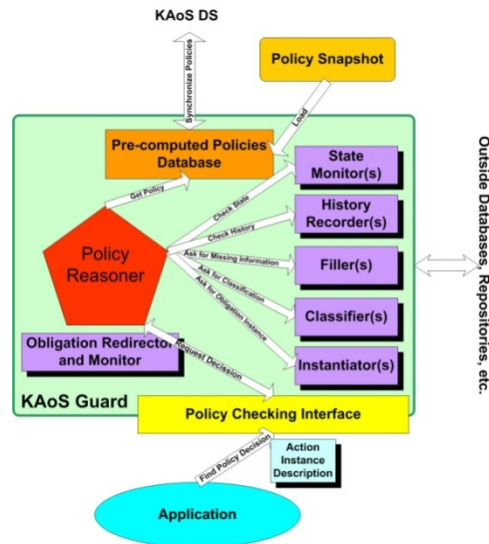 KAoS DS
Policy Snapshot
Synchronize Policies
Load
Pre-computed Policies
Database
State
Monitor(s)
Get Policy
Check State
History
Recorder(s)
Check History
Policy
Reasoner
Ask for Missing Information
Filler(s)
Ask for Classification
Classifier(s)
Ask for Obligation Instance
Instantiator(s)
Outside Databases, Repositories, etc.
Obligation Redirector
and Monitor
Request Decission
KAoS Guard
Policy Checking Interface
Find Policy Decision
Action
Instance
Description
Application